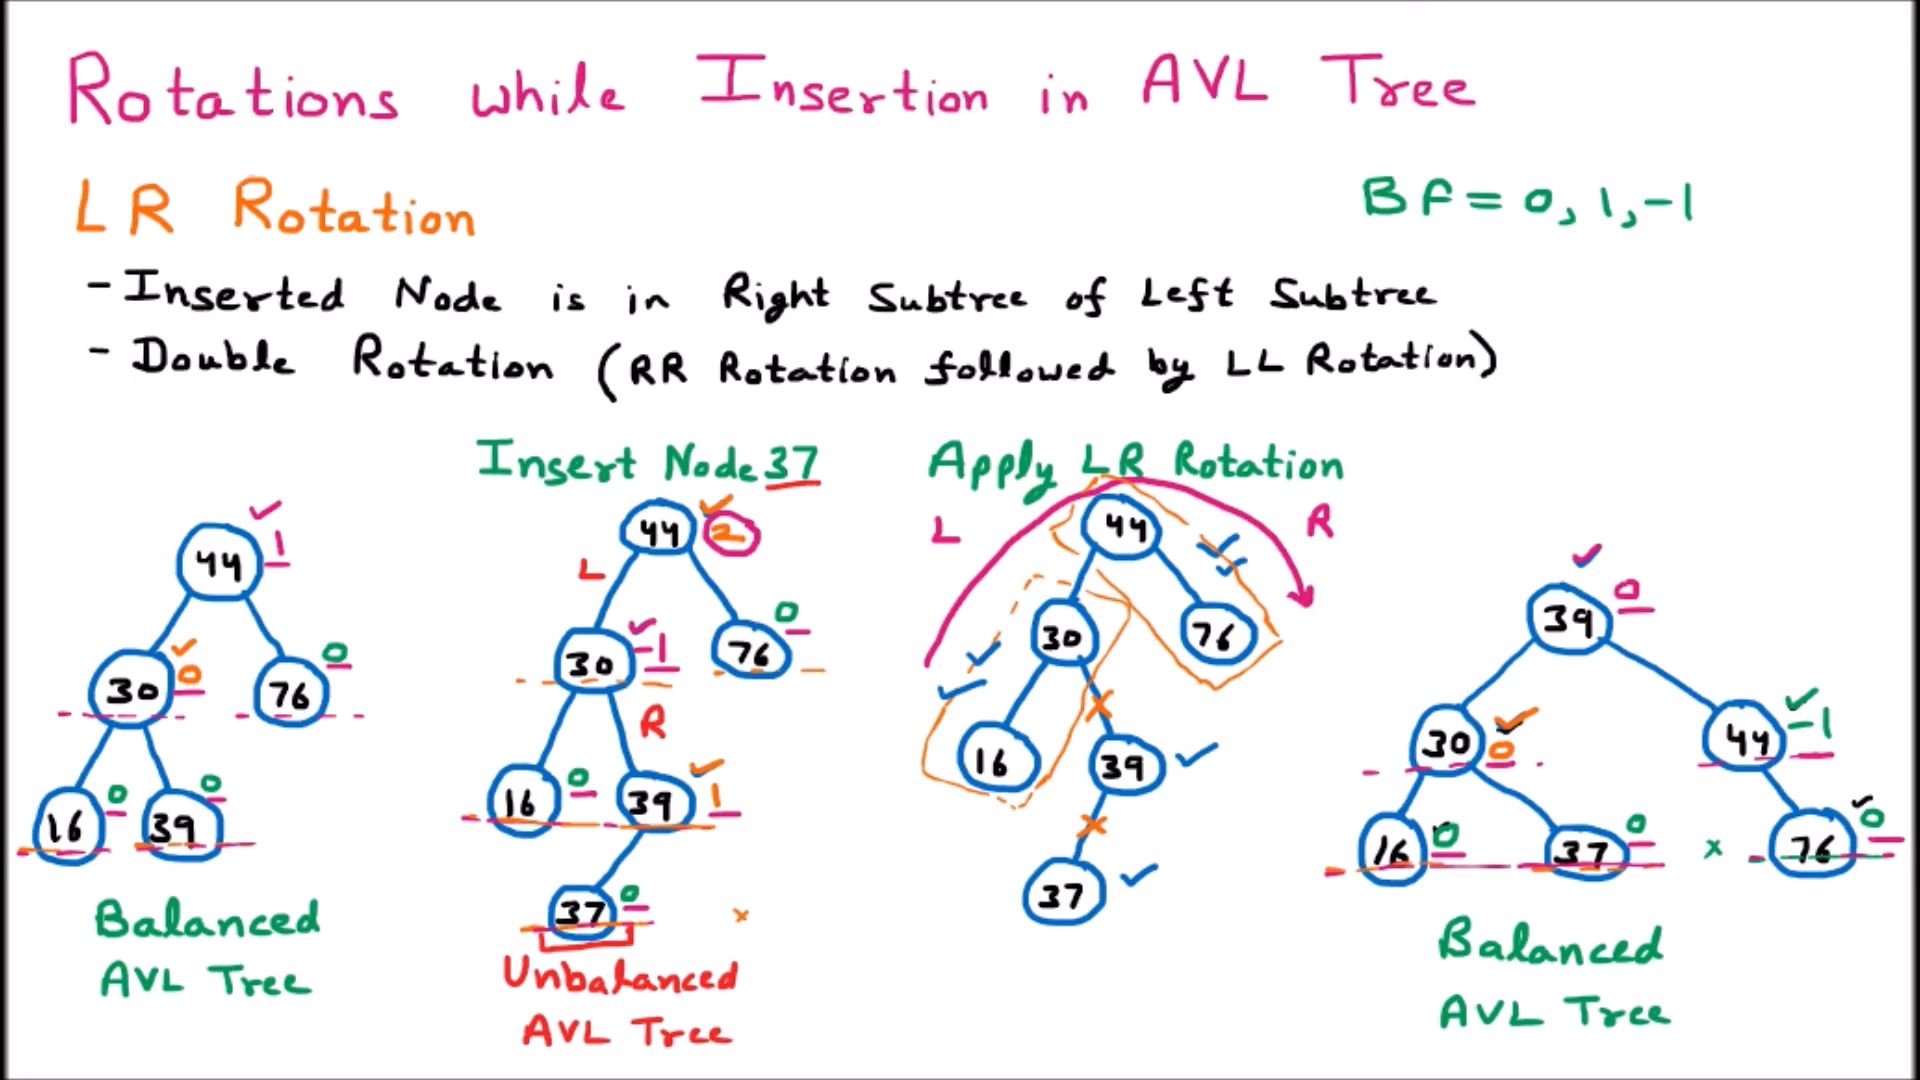 Rotations while Insertion in AVL Tree
LR Rotation
BF = 0, 1, -1
- Inserted Node is in Right Subtree of Left Subtree
- Double Rotation (RR Rotation followed by LL Rotation)
44 1
30 0
76 0
16 0
39 0
Balanced
AVL Tree
Insert Node 37
44 2
L
30 -1
76 0
R
16 0
39 1
37 0
x
Unbalanced
AVL Tree
Apply LR Rotation
L
44
R
30
76
16
39
37
39 0
30 0
44 -1
16 0
37 0
x
76 0
Balanced
AVL Tree